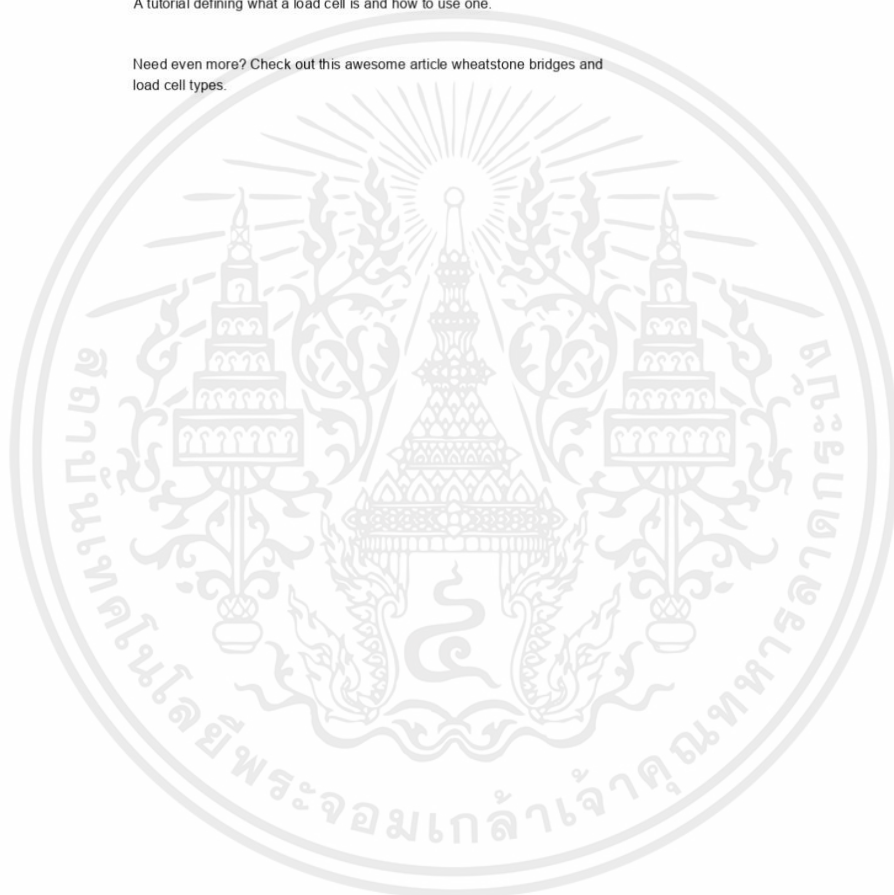 A tutorial defining what a load cell is and how to use one.
Need even more? Check out this awesome article wheatstone bridges and
load cell types.
สถาบันเทคโนโลยีพระจอมเกล้าเจ้าคุณทหารลาดกระบัง